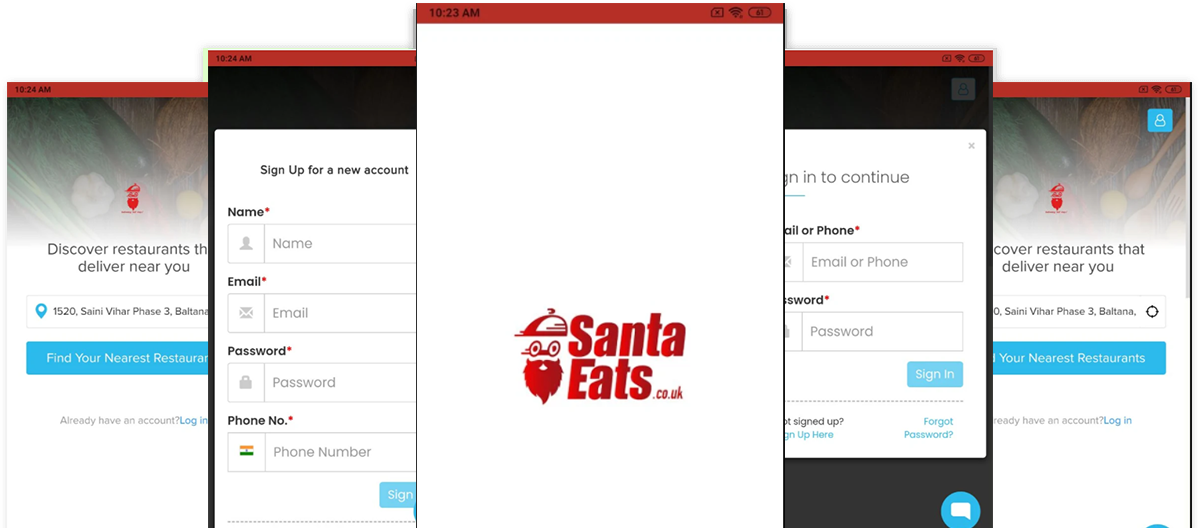 10:24 AM
Discover restaurants th
deliver near you
1520, Saini Vihar Phase 3, Baltana,
Find Your Nearest Restauran
Already have an account?Log in
10:24 AM
Sign Up for a new account
Name*
Name
Email*
Email
Password*
Password
Phone No.*
Phone Number
Sign
10:23 AM
61
Santa
Eats.co.uk
61
×
gn in to continue
ail or Phone*
Email or Phone
ssword*
Password
Sign In
ot signed up?
gn Up Here
Forgot
Password?
cover restaurants that
deliver near you
0, Saini Vihar Phase 3, Baltana,
d Your Nearest Restaurants
ready have an account?Log in